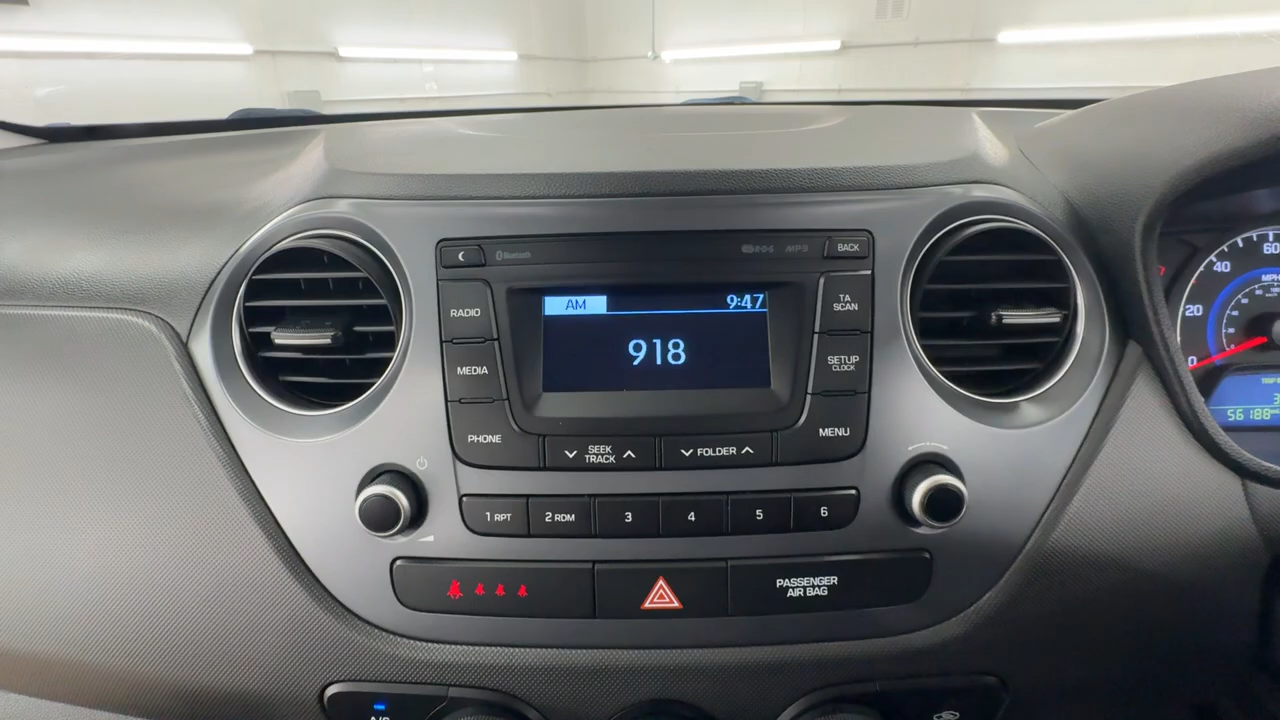 Bluetooth
R·D·S
MP3
BACK
RADIO
AM
9:47
TA
SCAN
918
MEDIA
SETUP
CLOCK
PHONE
SEEK
TRACK
FOLDER
MENU
1 RPT
2 RDM
3
4
5
6
PASSENGER
AIR BAG
A/C
60
40
MPH
20
0
56188